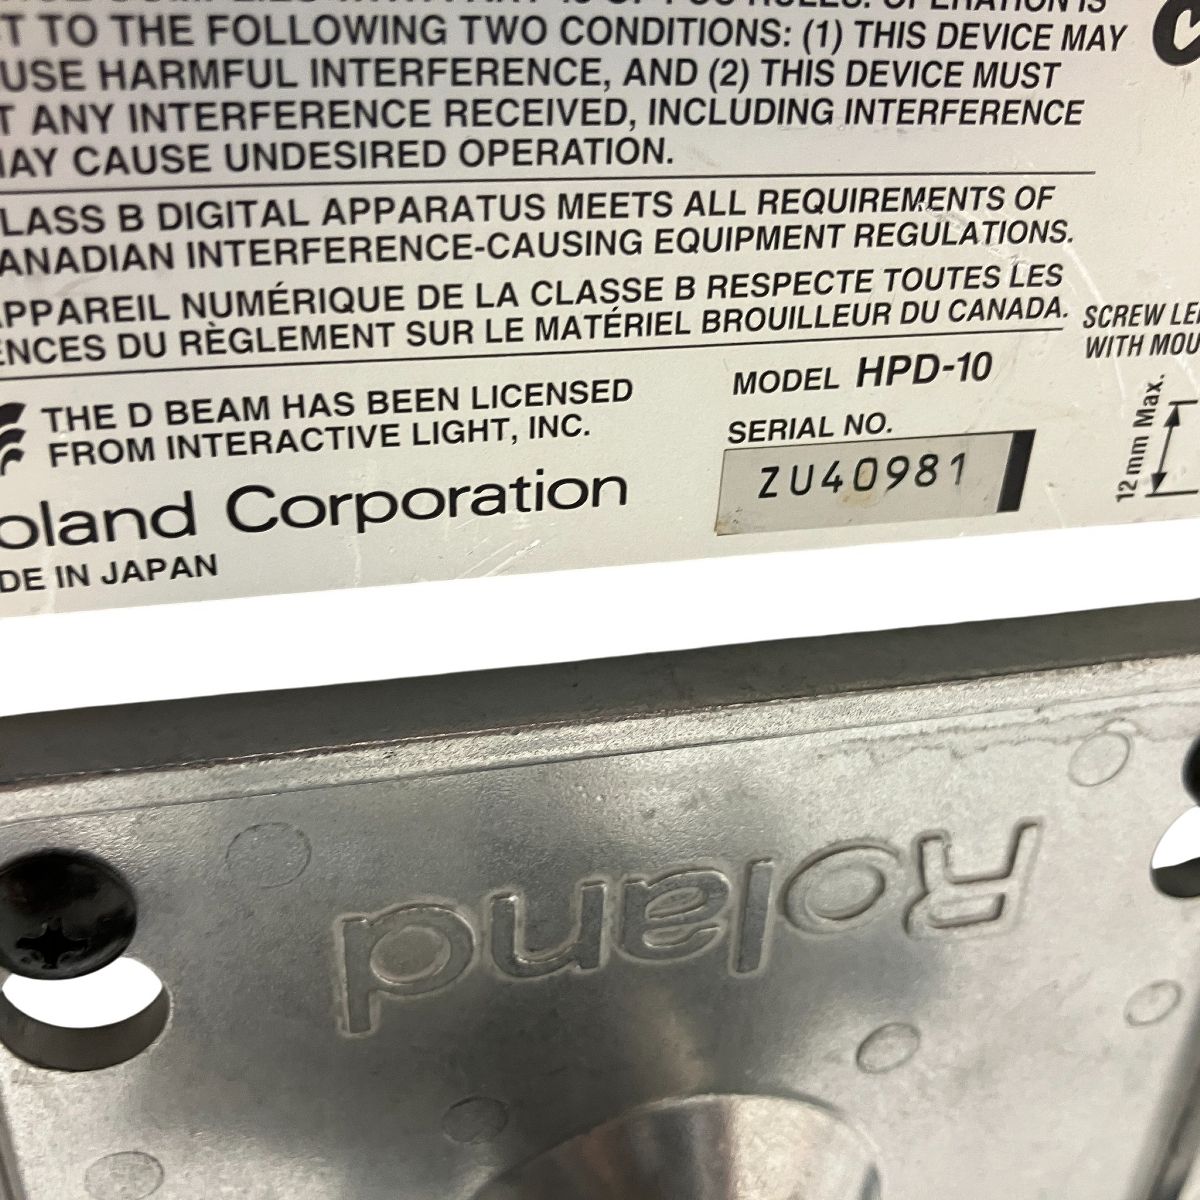 T TO THE FOLLOWING TWO CONDITIONS: (1) THIS DEVICE MAY
USE HARMFUL INTERFERENCE, AND (2) THIS DEVICE MUST
T ANY INTERFERENCE RECEIVED, INCLUDING INTERFERENCE
MAY CAUSE UNDESIRED OPERATION.
LASS B DIGITAL APPARATUS MEETS ALL REQUIREMENTS OF
ANADIAN INTERFERENCE-CAUSING EQUIPMENT REGULATIONS.
APPAREIL NUMÉRIQUE DE LA CLASSE B RESPECTE TOUTES LES
ENCES DU RÈGLEMENT SUR LE MATÉRIEL BROUILLEUR DU CANADA.
THE D BEAM HAS BEEN LICENSED
FROM INTERACTIVE LIGHT, INC.
oland Corporation
DE IN JAPAN
MODEL HPD-10
SERIAL NO.
ZU40981
SCREW LE
WITH MOU
12 mm Max.
Roland